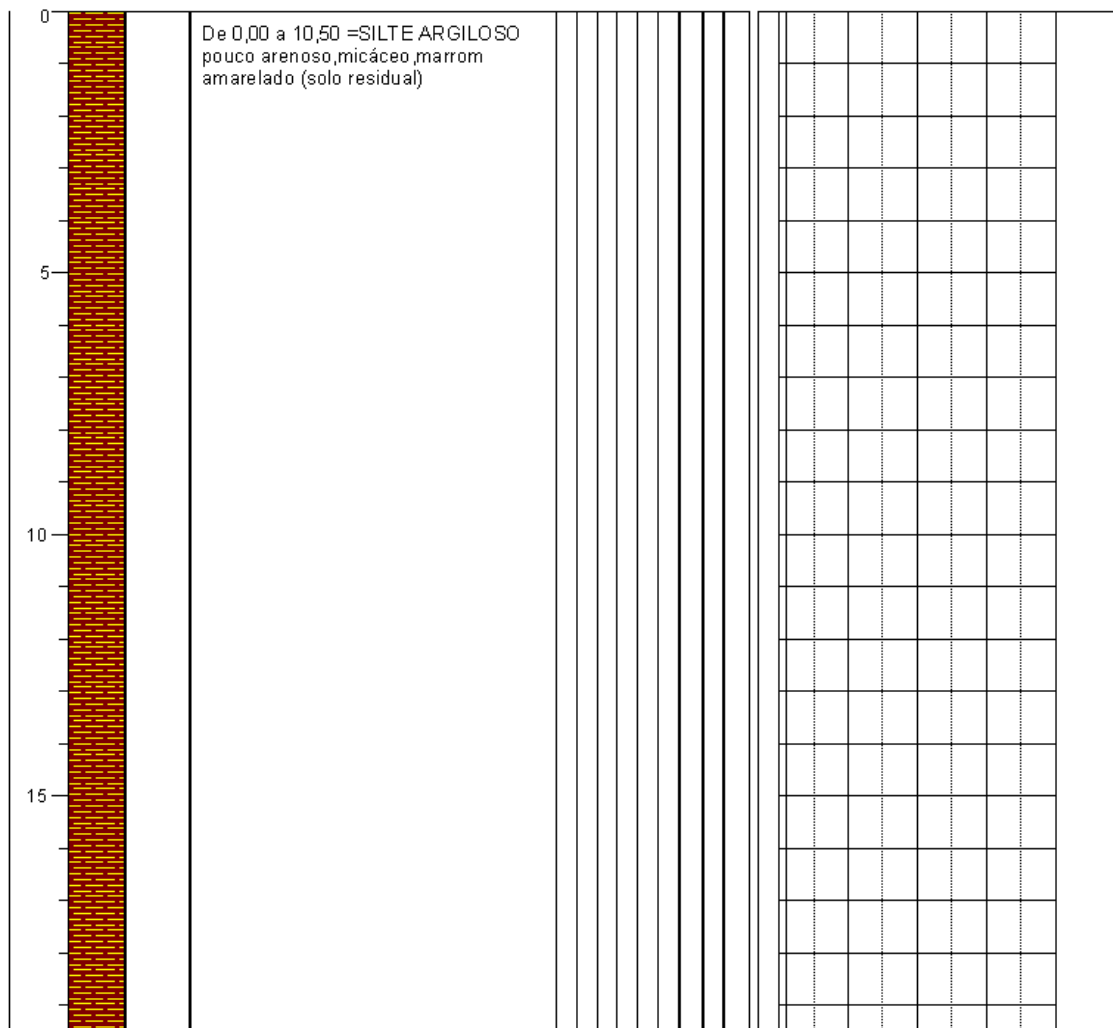 0
De 0,00 a 10,50 =SILTE ARGILOSO
pouco arenoso,micáceo,marrom
amarelado (solo residual)
5
10
15